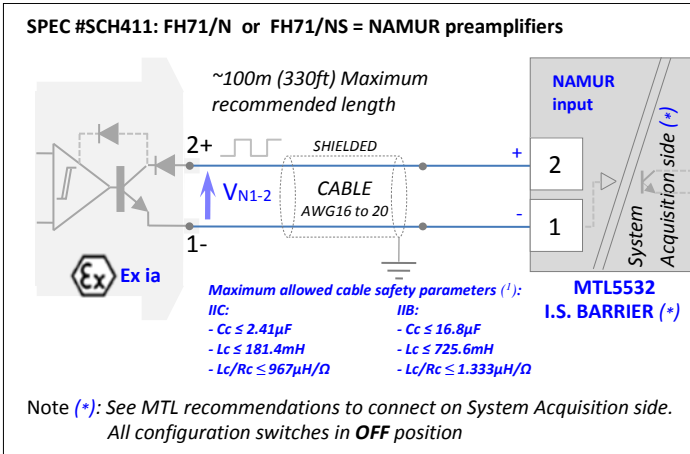 SPEC #SCH411: FH71/N or FH71/NS = NAMUR preamplifiers
~100m (330ft) Maximum
recommended length
NAMUR
input
System
Acquisition side (*)
2+
SHIELDED
+
2
VN1-2
CABLE
AWG16 to 20
-
1
1-
Ex
Ex ia
MTL5532
I.S. BARRIER (*)
Maximum allowed cable safety parameters (1):
IIC: IIB:
- Cc ≤ 2.41µF - Cc ≤ 16.8µF
- Lc ≤ 181.4mH - Lc ≤ 725.6mH
- Lc/Rc ≤ 967µH/Ω - Lc/Rc ≤ 1.333µH/Ω
Note (*): See MTL recommendations to connect on System Acquisition side.
All configuration switches in OFF position